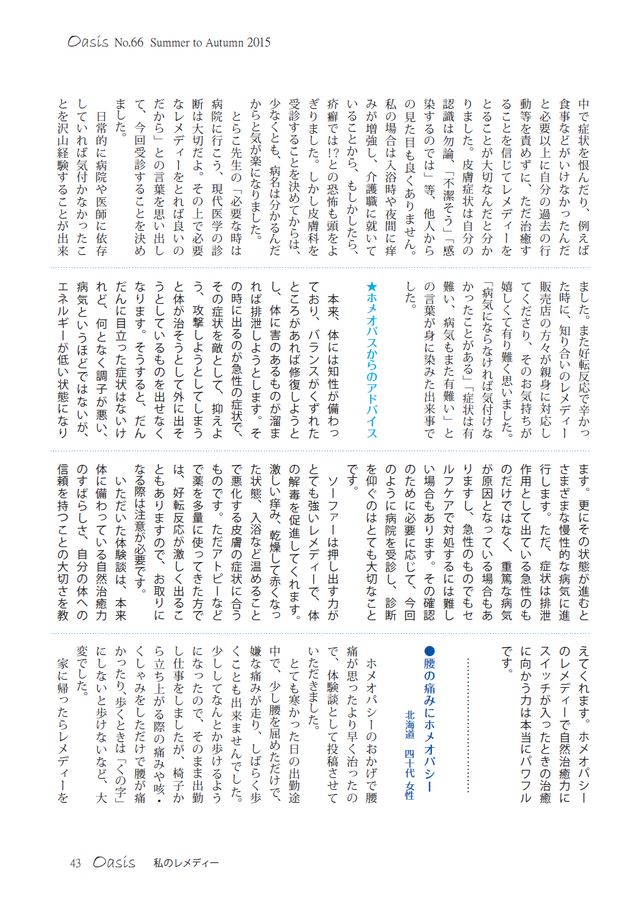 Oasis No.66 Summer to Autumn 2015
中で症状を恨んだり、例えば
食事などがいけなかったんだ
と必要以上に自分の過去の行
動等を責めずに、ただ治癒す
ることを信じてレメディーを
とることが大切なんだと分か
りました。皮膚症状は自分の
認識は勿論、「不潔そう」「感
染するのでは」等、他人から
の見た目も良くありません。
私の場合は入浴時や夜間に痒
みが増強し、介護職に就いて
いることから、もしかしたら、
疥癬では!?との恐怖も頭をよ
ぎりました。しかし皮膚科を
受診することを決めてからは、
少なくとも、病名は分かるんだ
からと気が楽になりました。
とらこ先生の「必要な時は
病院に行こう、現代医学の診
断は大切だよ。その上で必要
なレメディーをとれば良いの
だから」との言葉を思い出し
て、今回受診することを決め
ました。
日常的に病院や医師に依存
していれば気付かなかったこ
とを沢山経験することが出来
ました。また好転反応で辛かっ
た時に、知り合いのレメディー
販売店の方々が親身に対応し
てくださり、そのお気持ちが
嬉しくて有り難く思いました。
「病気にならなければ気付けな
かったことがある」「症状は有
難い、病気もまた有難い」と
の言葉が身に染みた出来事で
した。
★ホメオパスからのアドバイス
本来、体には知性が備わっ
ており、バランスがくずれた
ところがあれば修復しようと
し、体に害のあるものが溜ま
れば排泄しようとします。そ
の時に出るのが急性の症状で、
その症状を敵として、抑えよ
う、攻撃しようとしてしまう
と体が治そうとして外に出そ
うとしているものを出せなく
なります。そうすると、だん
だんに目立った症状はないけ
れど、何となく調子が悪い、
病気というほどではないが、
エネルギーが低い状態になり
ます。更にその状態が進むと
さまざまな慢性的な病気に進
行します。ただ、症状は排泄
作用として出ている急性のも
のだけではなく、重篤な病気
が原因となっている場合もあ
りますし、急性のものでもセ
ルフケアで対処するには難し
い場合もあります。その確認
のために必要に応じて、今回
のように病院を受診し、診断
を仰ぐのはとても大切なこと
です。
ソーファーは押し出す力が
とても強いレメディーで、体
の解毒を促進してくれます。
激しい痒み、乾燥して赤くなっ
た状態、入浴など温めること
で悪化する皮膚の症状に合う
ものです。ただアトピーなど
で薬を多量に使ってきた方で
は、好転反応が激しく出るこ
ともありますので、お取りに
なる際は注意が必要です。
いただいた体験談は、本来
体に備わっている自然治癒力
のすばらしさ、自分の体への
信頼を持つことの大切さを教
えてくれます。ホメオパシー
のレメディーで自然治癒力に
スイッチが入ったときの治癒
に向かう力は本当にパワフル
です。
●腰の痛みにホメオパシー
北海道 四十代 女性
ホメオパシーのおかげで腰
痛が思ったより早く治ったの
で、体験談として投稿させて
いただきました。
とても寒かった日の出勤途
中で、少し腰を屈めただけで、
嫌な痛みが走り、しばらく歩
くことも出来ませんでした。
少ししてなんとか歩けるよう
になったので、そのまま出勤
し仕事をしましたが、椅子か
ら立ち上がる際の痛みや咳・
くしゃみをしただけで腰が痛
かったり、歩くときは「くの字」
にしないと歩けないなど、大
変でした。
家に帰ったらレメディーを
43 Oasis 私のレメディー